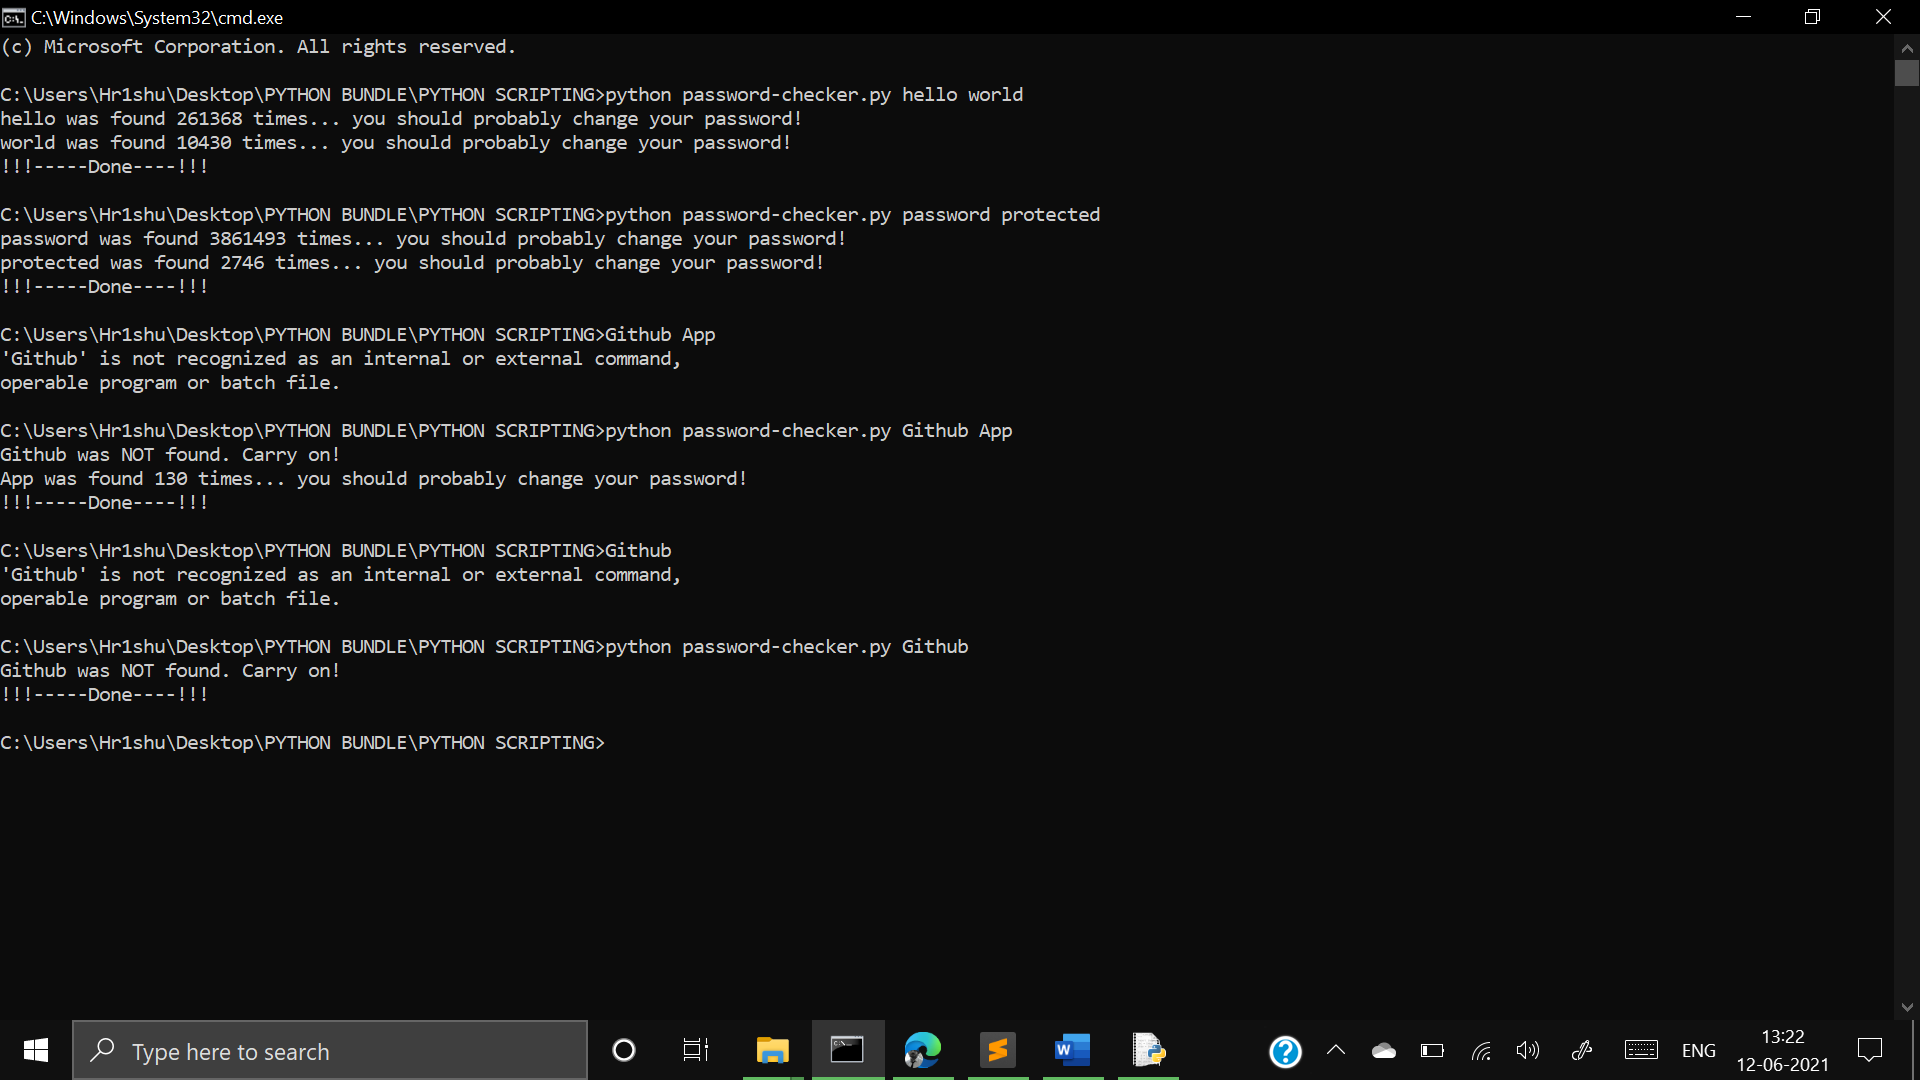 C:\Windows\System32\cmd.exe
(c) Microsoft Corporation. All rights reserved.
C:\Users\Hr1shu\Desktop\PYTHON BUNDLE\PYTHON SCRIPTING>python password-checker.py hello world
hello was found 261368 times... you should probably change your password!
world was found 10430 times... you should probably change your password!
!!!-----Done----!!!
C:\Users\Hr1shu\Desktop\PYTHON BUNDLE\PYTHON SCRIPTING>python password-checker.py password protected
password was found 3861493 times... you should probably change your password!
protected was found 2746 times... you should probably change your password!
!!!-----Done----!!!
C:\Users\Hr1shu\Desktop\PYTHON BUNDLE\PYTHON SCRIPTING>Github App
'Github' is not recognized as an internal or external command,
operable program or batch file.
C:\Users\Hr1shu\Desktop\PYTHON BUNDLE\PYTHON SCRIPTING>python password-checker.py Github App
Github was NOT found. Carry on!
App was found 130 times... you should probably change your password!
!!!-----Done----!!!
C:\Users\Hr1shu\Desktop\PYTHON BUNDLE\PYTHON SCRIPTING>Github
'Github' is not recognized as an internal or external command,
operable program or batch file.
C:\Users\Hr1shu\Desktop\PYTHON BUNDLE\PYTHON SCRIPTING>python password-checker.py Github
Github was NOT found. Carry on!
!!!-----Done----!!!
C:\Users\Hr1shu\Desktop\PYTHON BUNDLE\PYTHON SCRIPTING>
Type here to search
ENG
13:22
12-06-2021